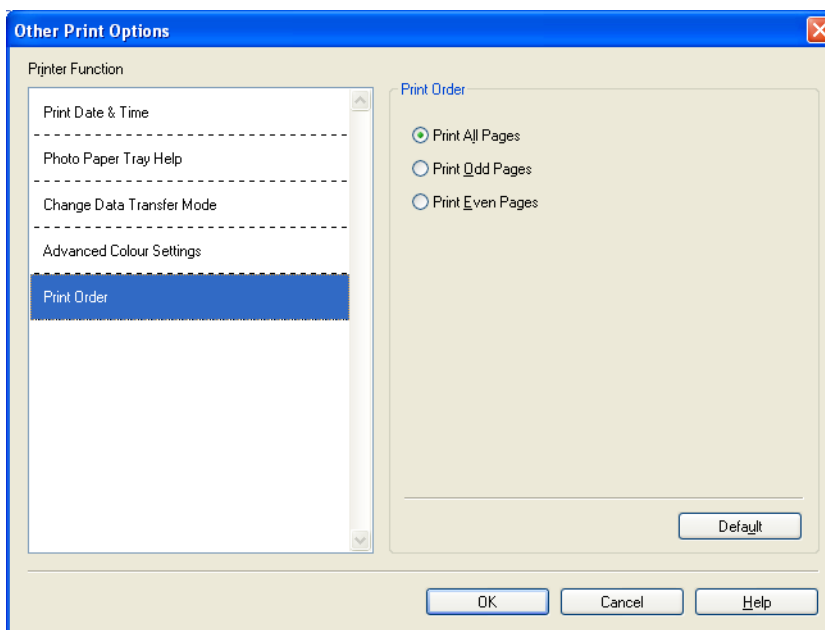 Other Print Options
Printer Function
Print Date & Time
Photo Paper Tray Help
Change Data Transfer Mode
Advanced Colour Settings
Print Order
Print Order
Print All Pages
Print Odd Pages
Print Even Pages
Default
OK
Cancel
Help